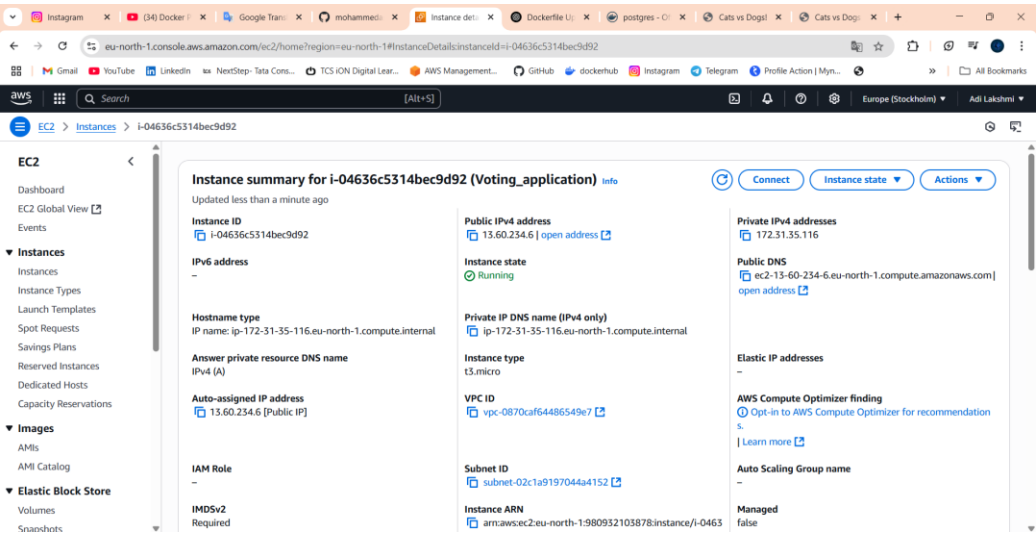 Instagram
(34) Docker P
Google Trans
mohammeda
Instance deta
Dockerfile Up
postgres - Of
Cats vs Dogs!
Cats vs Dogs
eu-north-1.console.aws.amazon.com/ec2/home?region=eu-north-1#InstanceDetails:instanceId=i-04636c5314bec9d92
Gmail
YouTube
LinkedIn
NextStep- Tata Cons...
TCS iON Digital Lear...
AWS Management...
GitHub
dockerhub
Instagram
Telegram
Profile Action | Myn...
»
All Bookmarks
aws
Search
[Alt+S]
Europe (Stockholm)
Adi Lakshmi
EC2 > Instances > i-04636c5314bec9d92
EC2
Dashboard
EC2 Global View
Events
Instances
Instances
Instance Types
Launch Templates
Spot Requests
Savings Plans
Reserved Instances
Dedicated Hosts
Capacity Reservations
Images
AMIs
AMI Catalog
Elastic Block Store
Volumes
Snapshots
Instance summary for i-04636c5314bec9d92 (Voting_application) Info
Connect
Instance state
Actions
Updated less than a minute ago
Instance ID
i-04636c5314bec9d92
Public IPv4 address
13.60.234.6 | open address
Private IPv4 addresses
172.31.35.116
IPv6 address
–
Instance state
Running
Public DNS
ec2-13-60-234-6.eu-north-1.compute.amazonaws.com |
open address
Hostname type
IP name: ip-172-31-35-116.eu-north-1.compute.internal
Private IP DNS name (IPv4 only)
ip-172-31-35-116.eu-north-1.compute.internal
Answer private resource DNS name
IPv4 (A)
Instance type
t3.micro
Elastic IP addresses
–
Auto-assigned IP address
13.60.234.6 [Public IP]
VPC ID
vpc-0870caf64486549e7
AWS Compute Optimizer finding
Opt-in to AWS Compute Optimizer for recommendation
s.
| Learn more
IAM Role
–
Subnet ID
subnet-02c1a9197044a4152
Auto Scaling Group name
–
IMDSv2
Required
Instance ARN
arn:aws:ec2:eu-north-1:980932103878:instance/i-0463
Managed
false